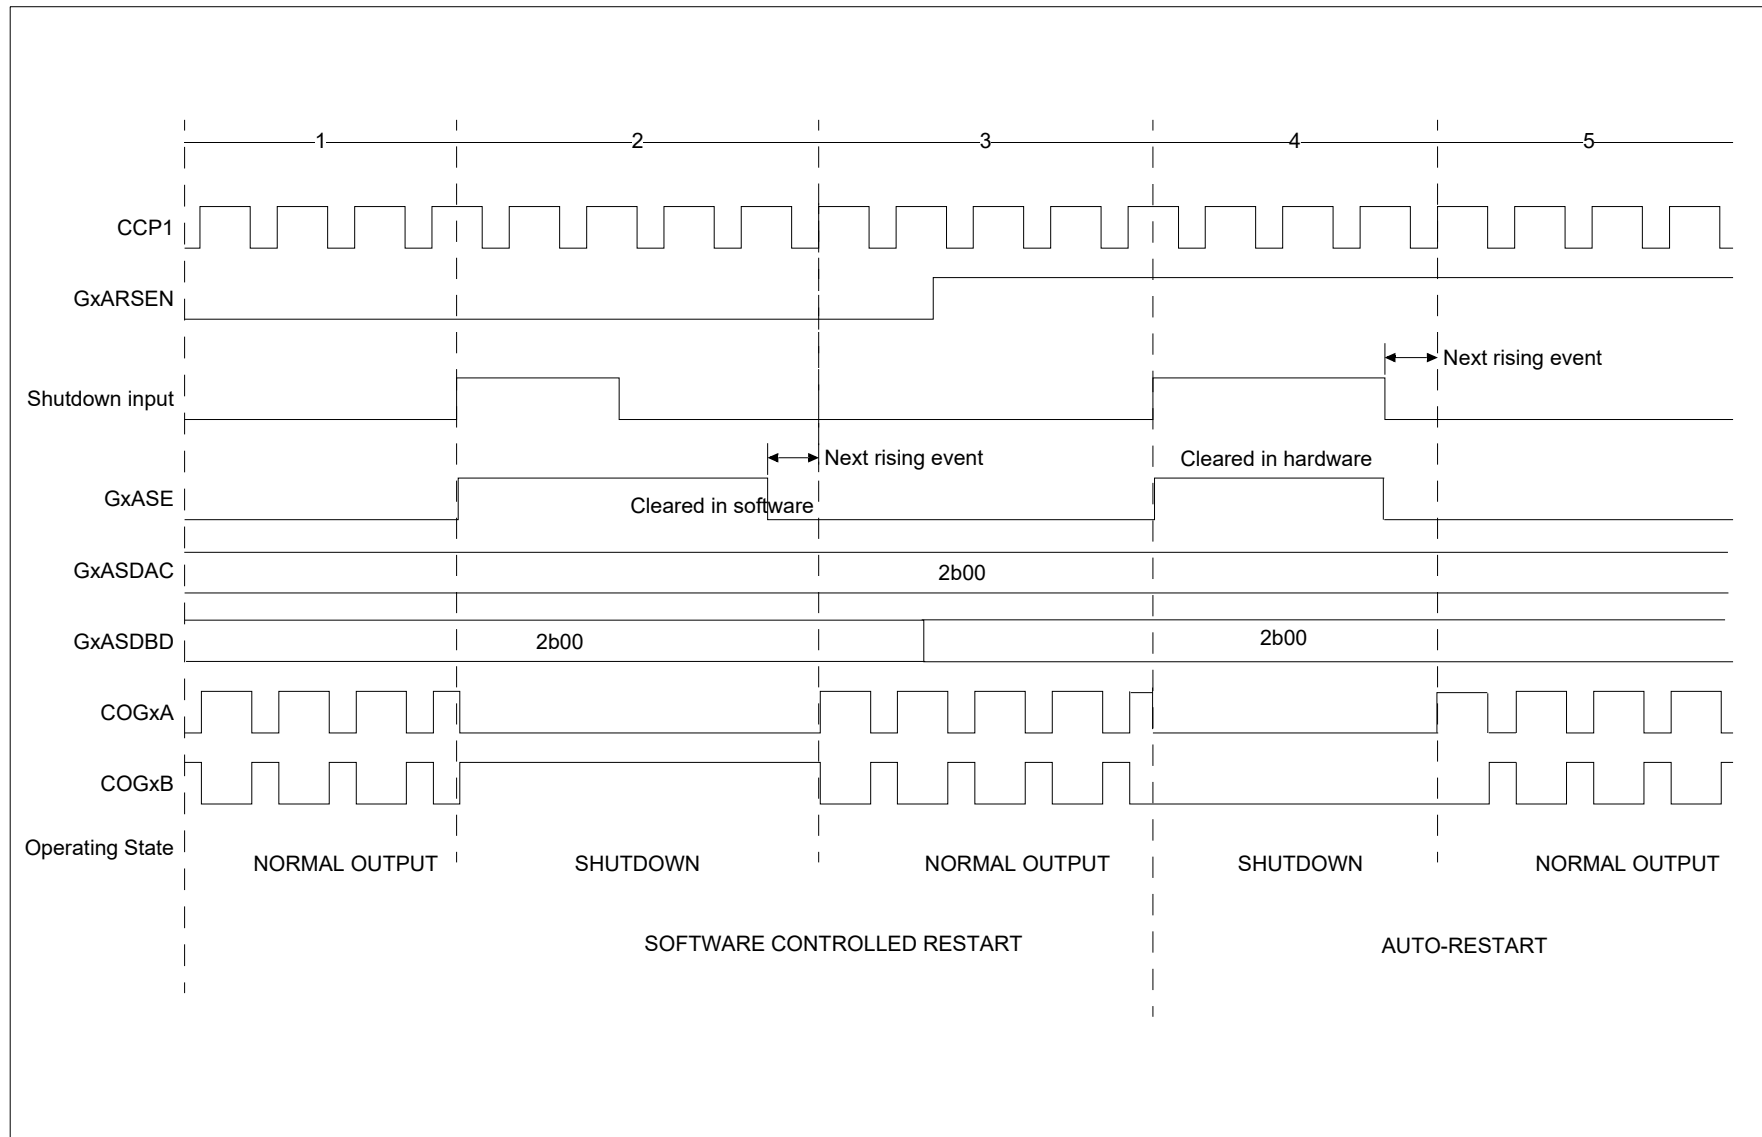 1 2 3 4 5
CCP1
GxARSEN
Next rising event
Shutdown input
Next rising event Cleared in hardware
GxASE Cleared in software
GxASDAC 2b00
GxASDBD 2b00 2b00
COGxA
COGxB
Operating State
NORMAL OUTPUT SHUTDOWN NORMAL OUTPUT SHUTDOWN NORMAL OUTPUT
SOFTWARE CONTROLLED RESTART AUTO-RESTART